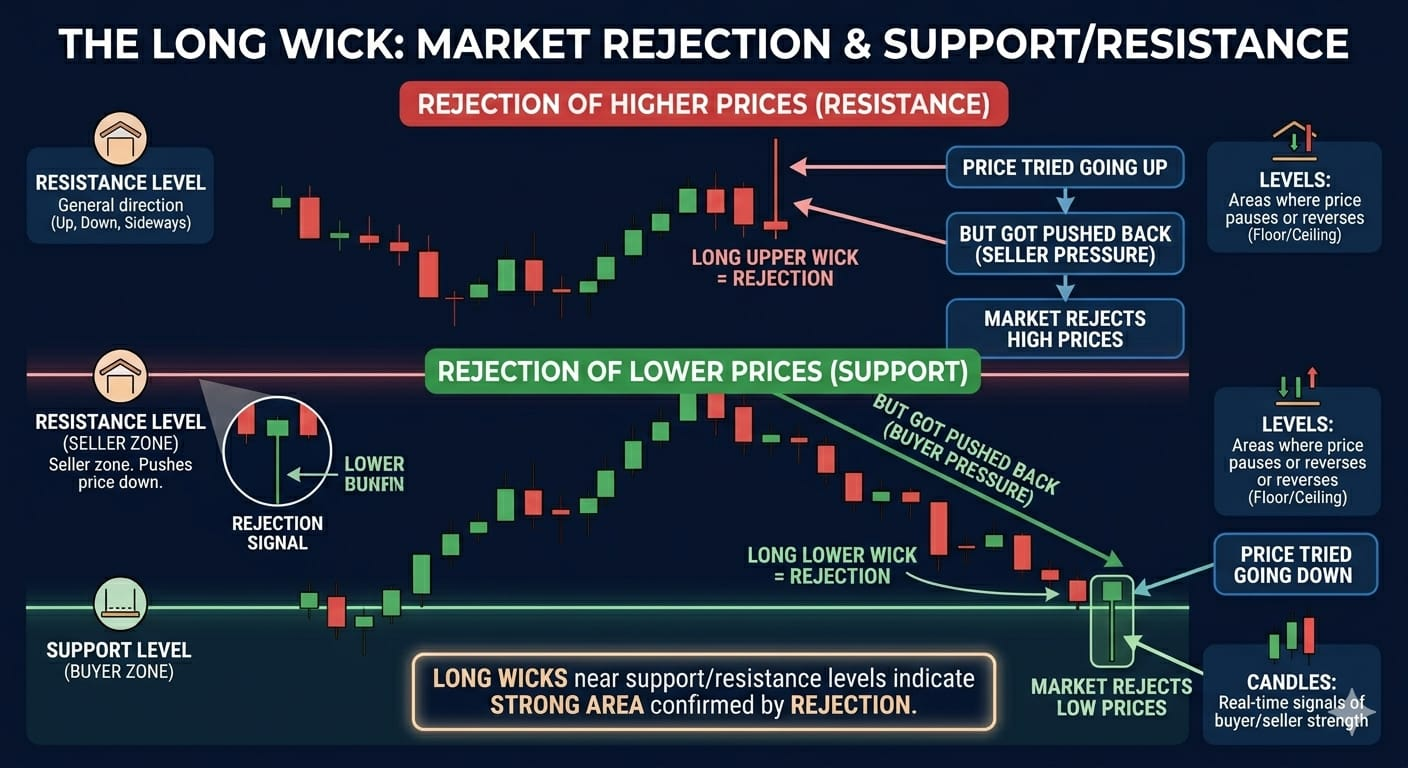 THE LONG WICK: MARKET REJECTION & SUPPORT/RESISTANCE
REJECTION OF HIGHER PRICES (RESISTANCE)
RESISTANCE LEVEL
General direction
(Up, Down, Sideways)
LONG UPPER WICK
= REJECTION
PRICE TRIED GOING UP
BUT GOT PUSHED BACK
(SELLER PRESSURE)
MARKET REJECTS
HIGH PRICES
LEVELS:
Areas where price
pauses or reverses
(Floor/Ceiling)
REJECTION OF LOWER PRICES (SUPPORT)
RESISTANCE LEVEL
(SELLER ZONE)
Seller zone. Pushes
price down.
LOWER
BUNFIN
REJECTION
SIGNAL
BUT GOT PUSHED BACK
(BUYER PRESSURE)
LONG LOWER WICK
= REJECTION
LEVELS:
Areas where price
pauses or reverses
or reverses
(Floor/Ceiling)
PRICE TRIED
GOING DOWN
SUPPORT LEVEL
(BUYER ZONE)
LONG WICKS near support/resistance levels indicate
STRONG AREA confirmed by REJECTION.
MARKET REJECTS
LOW PRICES
CANDLES:
Real-time signals of
buyer/seller strength